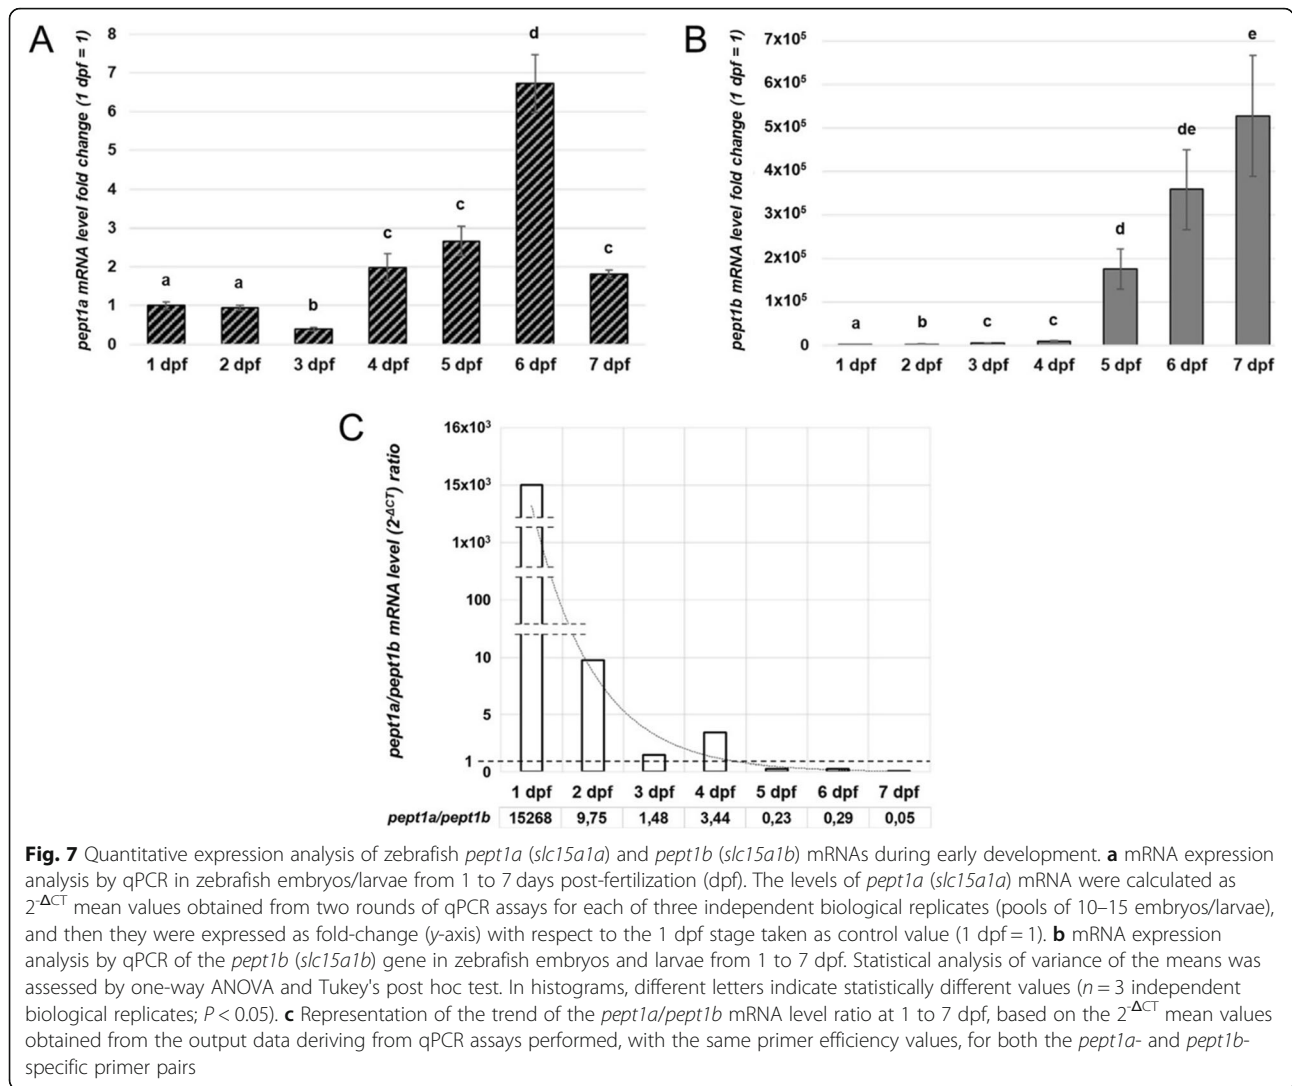 A
pept1a mRNA level fold change (1 dpf = 1)
8
7
6
5
4
3
2
1
0
a
a
b
c
c
d
c
1 dpf 2 dpf 3 dpf 4 dpf 5 dpf 6 dpf 7 dpf
B
pept1b mRNA level fold change (1 dpf = 1)
7x10⁵
6x10⁵
5x10⁵
4x10⁵
3x10⁵
2x10⁵
1x10⁵
0
a
b
c
c
d
de
e
1 dpf 2 dpf 3 dpf 4 dpf 5 dpf 6 dpf 7 dpf
C
pept1a/pept1b mRNA level (2^-ΔCT) ratio
16x10³
15x10³
1x10³
100
10
5
1
0
1 dpf 2 dpf 3 dpf 4 dpf 5 dpf 6 dpf 7 dpf
pept1a/pept1b 15268 9,75 1,48 3,44 0,23 0,29 0,05
Fig. 7 Quantitative expression analysis of zebrafish pept1a (slc15a1a) and pept1b (slc15a1b) mRNAs during early development. a mRNA expression
analysis by qPCR in zebrafish embryos/larvae from 1 to 7 days post-fertilization (dpf). The levels of pept1a (slc15a1a) mRNA were calculated as
2^-ΔCT mean values obtained from two rounds of qPCR assays for each of three independent biological replicates (pools of 10–15 embryos/larvae),
and then they were expressed as fold-change (y-axis) with respect to the 1 dpf stage taken as control value (1 dpf = 1). b mRNA expression
analysis by qPCR of the pept1b (slc15a1b) gene in zebrafish embryos and larvae from 1 to 7 dpf. Statistical analysis of variance of the means was
assessed by one-way ANOVA and Tukey's post hoc test. In histograms, different letters indicate statistically different values (n = 3 independent
biological replicates; P < 0.05). c Representation of the trend of the pept1a/pept1b mRNA level ratio at 1 to 7 dpf, based on the 2^-ΔCT mean values
obtained from the output data deriving from qPCR assays performed, with the same primer efficiency values, for both the pept1a- and pept1b-
specific primer pairs